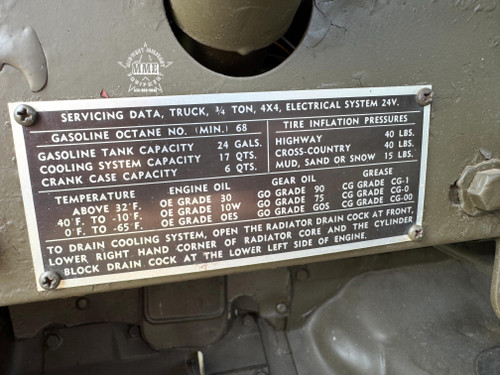 MIDWEST MILITARY
MME
EQUIPMENT
SERVICING DATA, TRUCK, ¾ TON, 4X4, ELECTRICAL SYSTEM 24V.
GASOLINE OCTANE NO. (MIN.) 68
GASOLINE TANK CAPACITY 24 GALS.
COOLING SYSTEM CAPACITY 17 QTS.
CRANK CASE CAPACITY 6 QTS.
TIRE INFLATION PRESSURES
HIGHWAY 40 LBS.
CROSS-COUNTRY 40 LBS.
MUD, SAND OR SNOW 15 LBS.
TEMPERATURE ENGINE OIL GEAR OIL GREASE
ABOVE 32°F. OE GRADE 30 GO GRADE 90 CG GRADE CG-1
40°F. TO -10°F. OE GRADE 10W GO GRADE 75 CG GRADE CG-0
0°F. TO -65°F. OE GRADE OES GO GRADE GOS CG GRADE CG-00
TO DRAIN COOLING SYSTEM, OPEN THE RADIATOR DRAIN COCK AT FRONT,
LOWER RIGHT HAND CORNER OF RADIATOR CORE AND THE CYLINDER
BLOCK DRAIN COCK AT THE LOWER LEFT SIDE OF ENGINE.